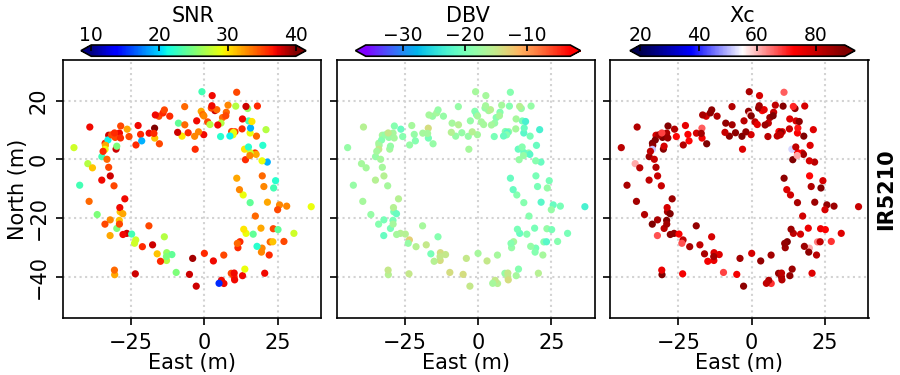 SNR DBV Xc
10 20 30 40 −30 −20 −10 20 40 60 80
20
0
−20
−40
North (m)
IR5210
−25 0 25 −25 0 25 −25 0 25
East (m) East (m) East (m)